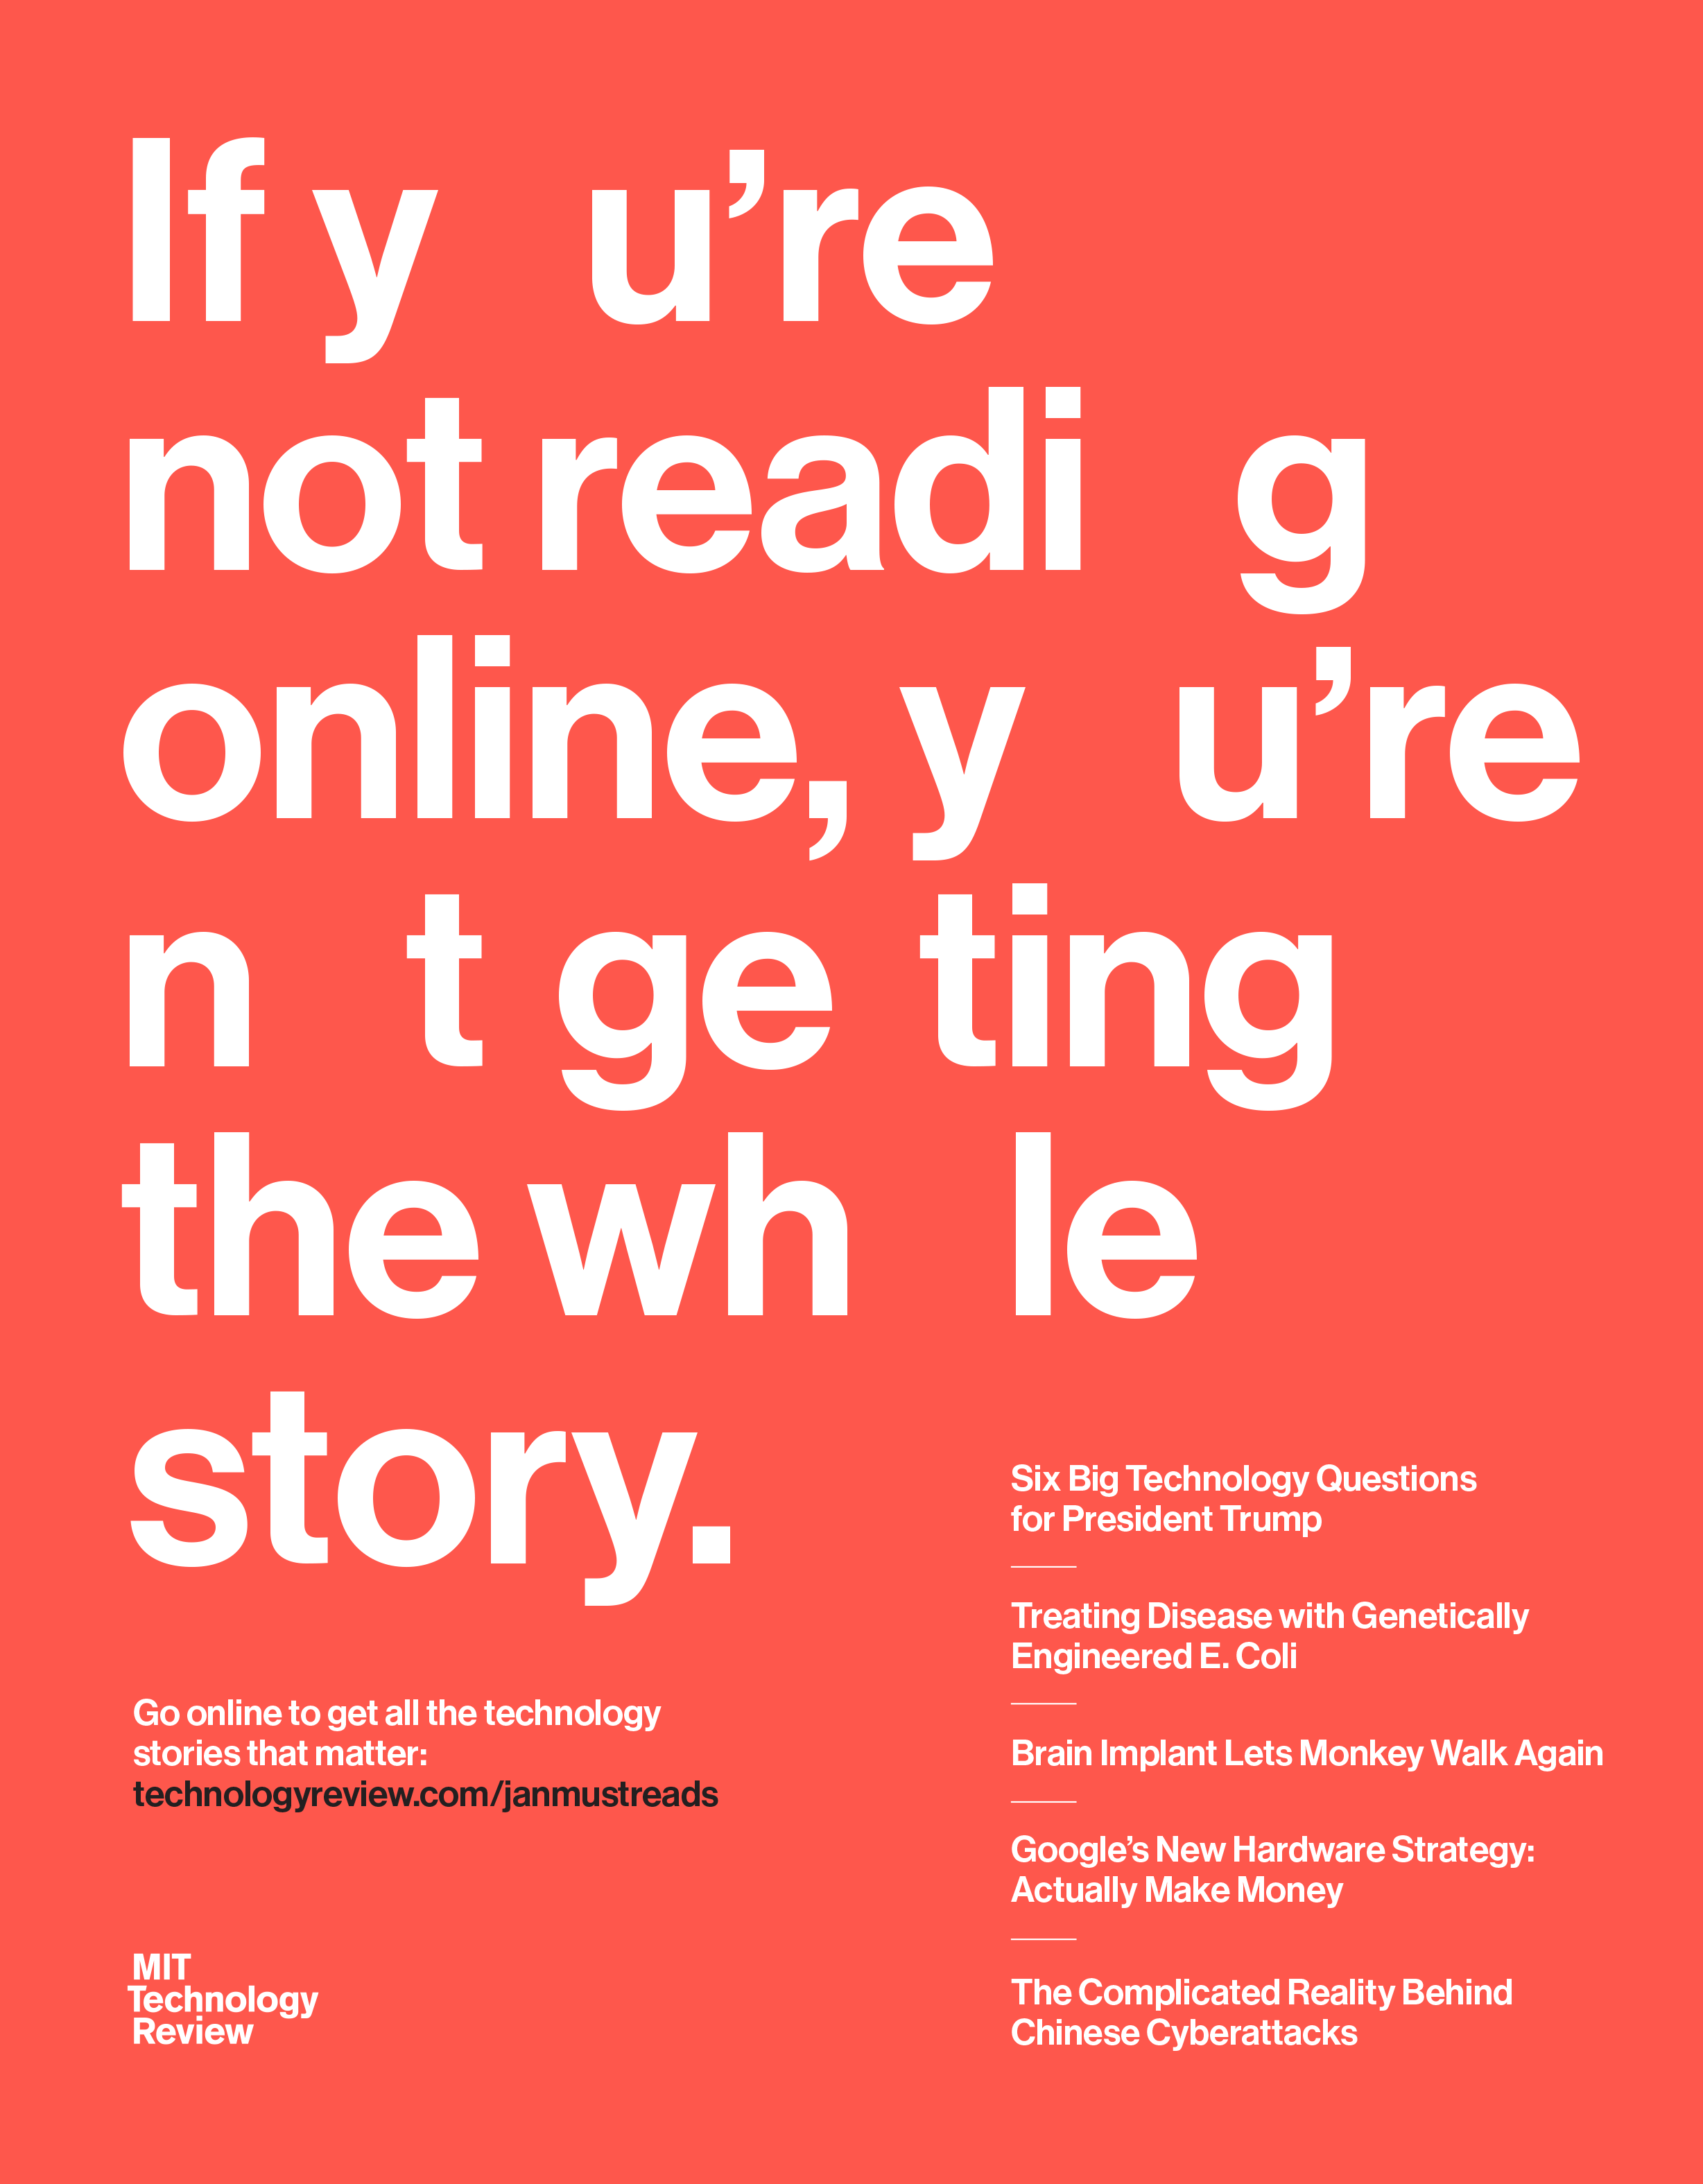 If y u’re
not readi g
online, y u’re
n t ge ting
the wh le
story.
Go online to get all the technology
stories that matter:
technologyreview.com/janmustreads
MIT
Technology
Review
Six Big Technology Questions
for President Trump
Treating Disease with Genetically
Engineered E. Coli
Brain Implant Lets Monkey Walk Again
Google’s New Hardware Strategy:
Actually Make Money
The Complicated Reality Behind
Chinese Cyberattacks